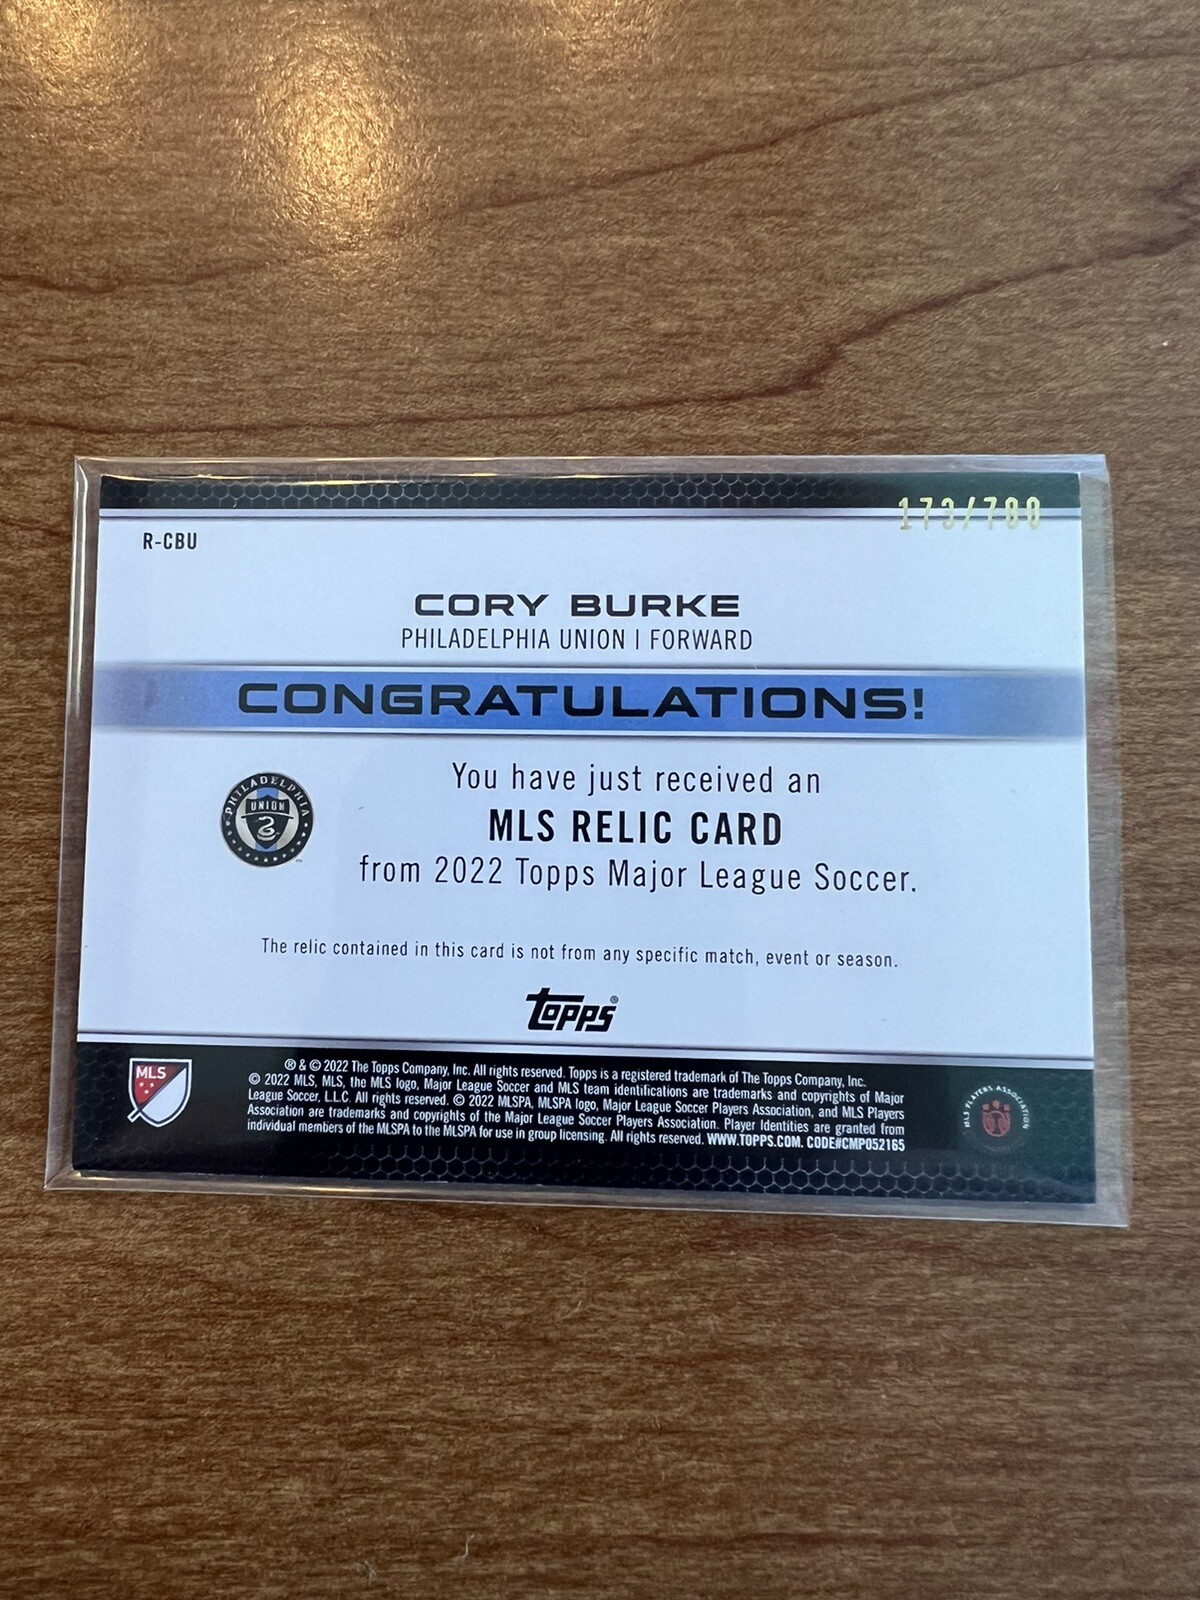 173/700
R-CBU
CORY BURKE
PHILADELPHIA UNION | FORWARD
CONGRATULATIONS!
PHILADELPHIA
UNION
You have just received an
MLS RELIC CARD
from 2022 Topps Major League Soccer.
The relic contained in this card is not from any specific match, event or season.
topps®
MLS
® & © 2022 The Topps Company, Inc. All rights reserved. Topps is a registered trademark of The Topps Company, Inc.
© 2022 MLS, MLS, the MLS logo, Major League Soccer and MLS team identifications are trademarks and copyrights of Major
League Soccer, L.L.C. All rights reserved. © 2022 MLSPA, MLSPA logo, Major League Soccer Players Association, and MLS Players
Association are trademarks and copyrights of the Major League Soccer Players Association. Player Identities are granted from
individual members of the MLSPA to the MLSPA for use in group licensing. All rights reserved. WWW.TOPPS.COM. CODE#CMP052165
MLS PLAYERS ASSOCIATION